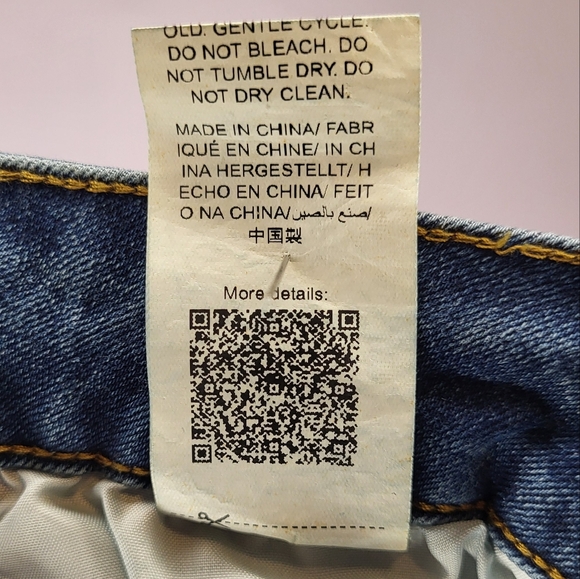 OLD. GENTLE CYCLE.
DO NOT BLEACH. DO
NOT TUMBLE DRY. DO
NOT DRY CLEAN.
MADE IN CHINA/ FABR
IQUÉ EN CHINE/ IN CH
INA HERGESTELLT/ H
ECHO EN CHINA/ FEIT
O NA CHINA/صنع بالصين/
中国製
More details: